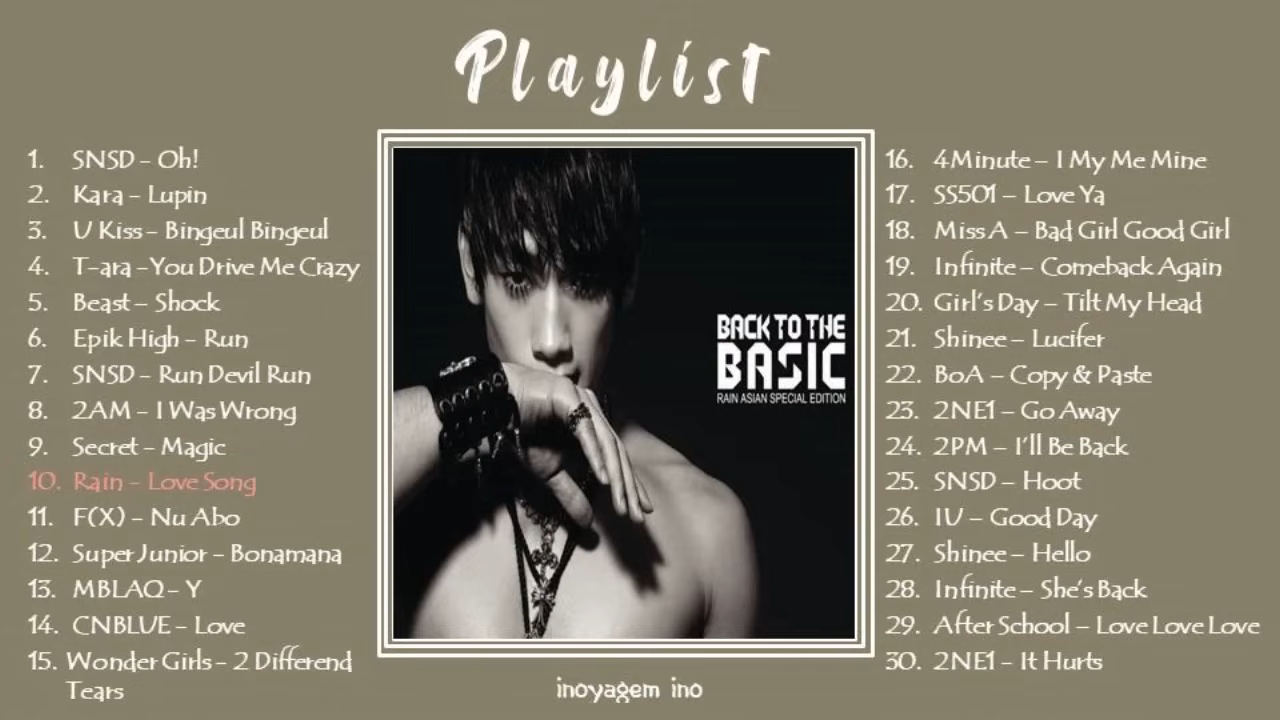 Playlist
1. SNSD – Oh!
2. Kara – Lupin
3. U Kiss – Bingeul Bingeul
4. T-ara –You Drive Me Crazy
5. Beast – Shock
6. Epik High – Run
7. SNSD – Run Devil Run
8. 2AM – I Was Wrong
9. Secret – Magic
10. Rain – Love Song
11. F(X) – Nu Abo
12. Super Junior – Bonamana
13. MBLAQ – Y
14. CNBLUE – Love
15. Wonder Girls – 2 Differend
Tears
BACK TO THE
BASIC
RAIN ASIAN SPECIAL EDITION
16. 4Minute – I My Me Mine
17. SS501 – Love Ya
18. Miss A – Bad Girl Good Girl
19. Infinite – Comeback Again
20. Girl's Day – Tilt My Head
21. Shinee – Lucifer
22. BoA – Copy & Paste
23. 2NE1 – Go Away
24. 2PM – I'll Be Back
25. SNSD – Hoot
26. IU – Good Day
27. Shinee – Hello
28. Infinite – She's Back
29. After School – Love Love Love
30. 2NE1 – It Hurts
inoyagem ino